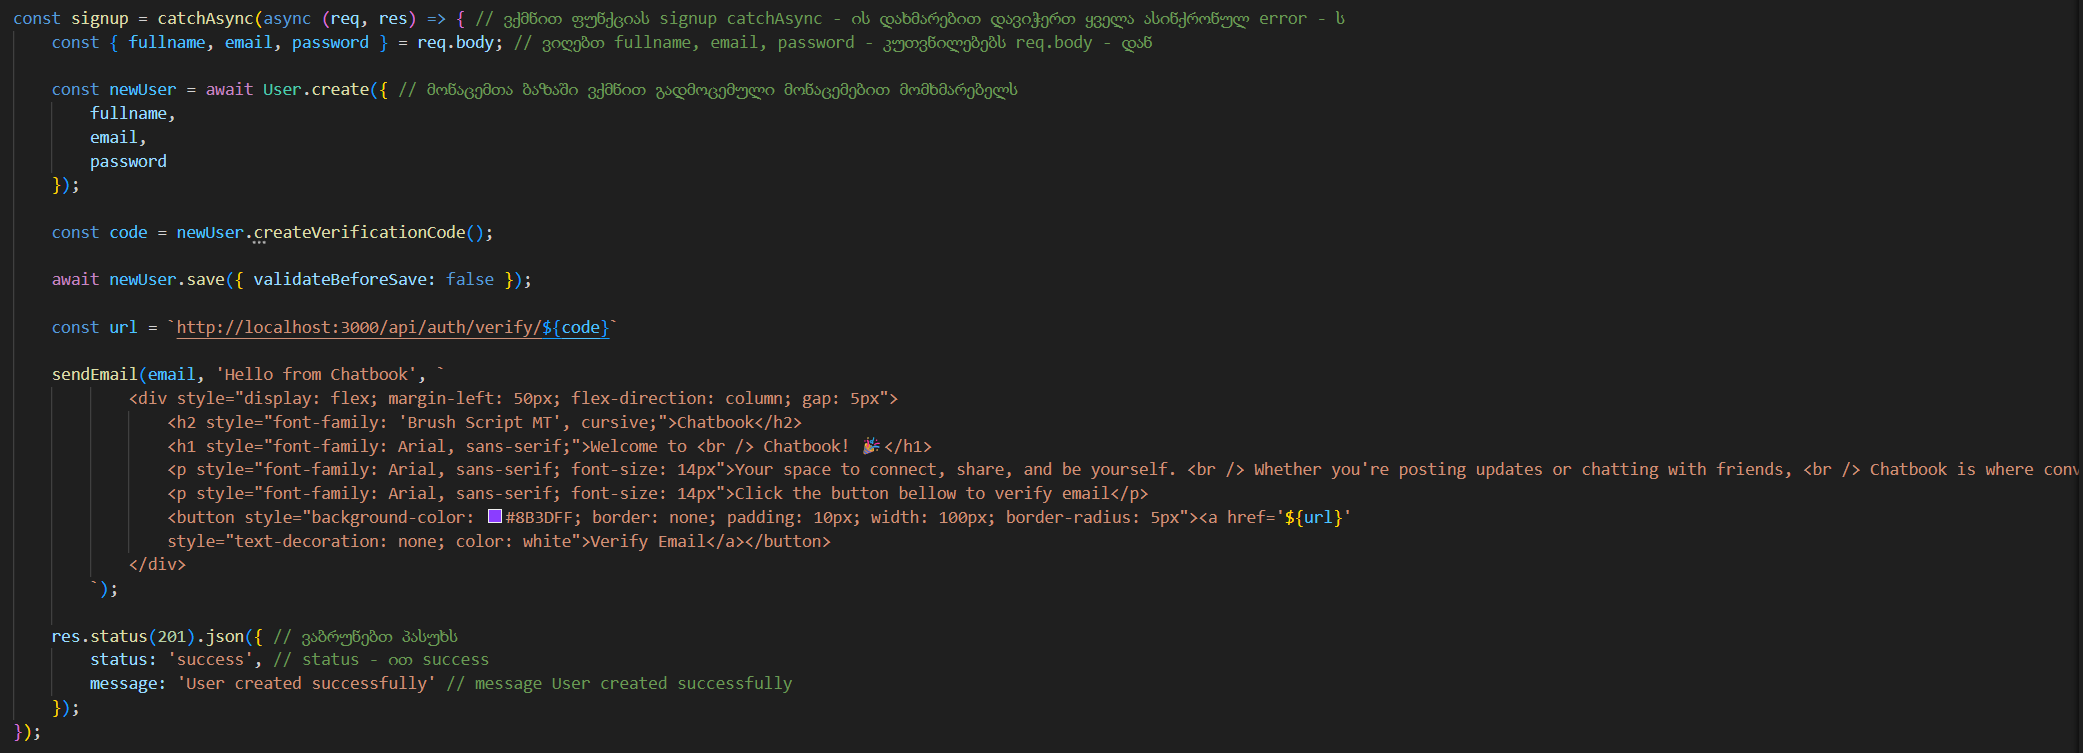 const signup = catchAsync(async (req, res) => { // ვქმნით ფუნქციას signup catchAsync - ის დახმარებით დავიჭერთ ყველა ასინქრონულ error - ს
const { fullname, email, password } = req.body; // ვიღებთ fullname, email, password - კუთვნილებებს req.body - დან
const newUser = await User.create({ // მონაცემთა ბაზაში ვქმნით გადმოცემული მონაცემებით მომხმარებელს
fullname,
email,
password
});
const code = newUser.createVerificationCode();
await newUser.save({ validateBeforeSave: false });
const url = `http://localhost:3000/api/auth/verify/${code}`
sendEmail(email, 'Hello from Chatbook', `
<div style="display: flex; margin-left: 50px; flex-direction: column; gap: 5px">
<h2 style="font-family: 'Brush Script MT', cursive;">Chatbook</h2>
<h1 style="font-family: Arial, sans-serif;">Welcome to <br /> Chatbook! 🎉</h1>
<p style="font-family: Arial, sans-serif; font-size: 14px">Your space to connect, share, and be yourself. <br /> Whether you're posting updates or chatting with friends, <br /> Chatbook is where conv
<p style="font-family: Arial, sans-serif; font-size: 14px">Click the button bellow to verify email</p>
<button style="background-color: #8B3DFF; border: none; padding: 10px; width: 100px; border-radius: 5px"><a href='${url}'
style="text-decoration: none; color: white">Verify Email</a></button>
</div>
`);
res.status(201).json({ // ვაბრუნებთ პასუხს
status: 'success', // status - ით success
message: 'User created successfully' // message User created successfully
});
});